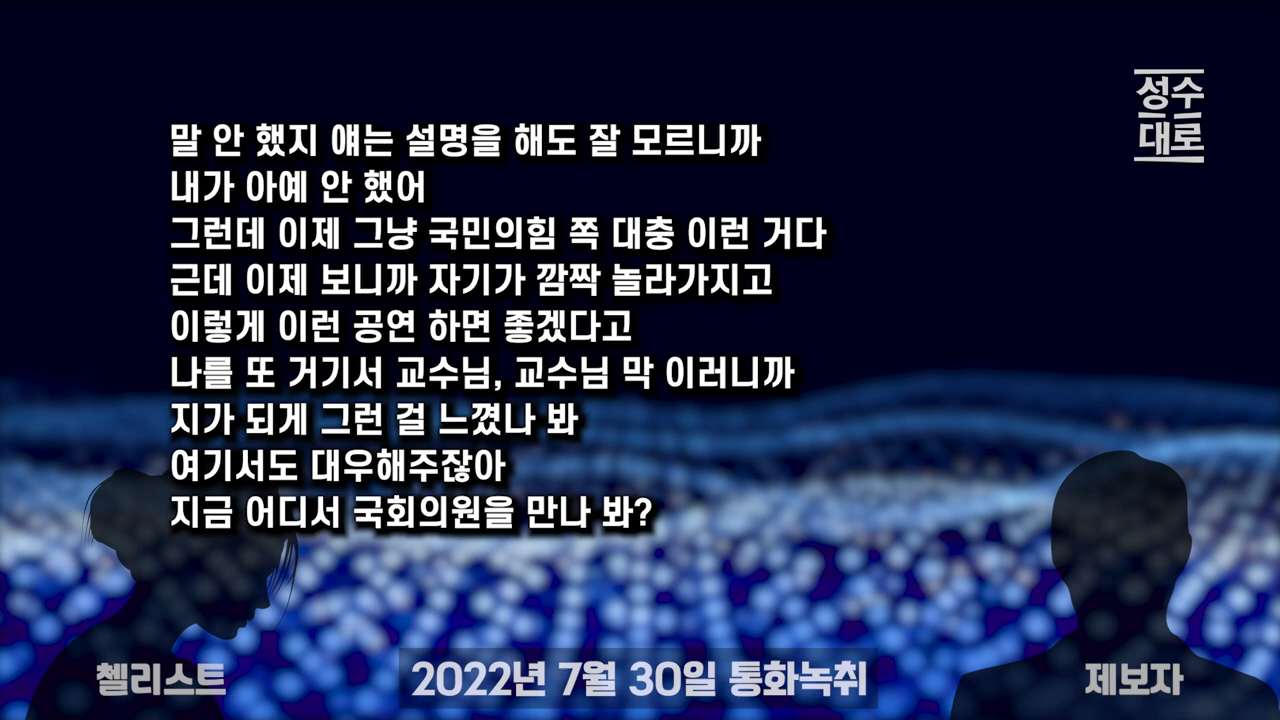 성수
대로
말 안 했지 얘는 설명을 해도 잘 모르니까
내가 아예 안 했어
그런데 이제 그냥 국민의힘 쪽 대충 이런 거다
근데 이제 보니까 자기가 깜짝 놀라가지고
이렇게 이런 공연 하면 좋겠다고
나를 또 거기서 교수님, 교수님 막 이러니까
지가 되게 그런 걸 느꼈나 봐
여기서도 대우해주잖아
지금 어디서 국회의원을 만나 봐?
첼리스트
2022년 7월 30일 통화녹취
제보자